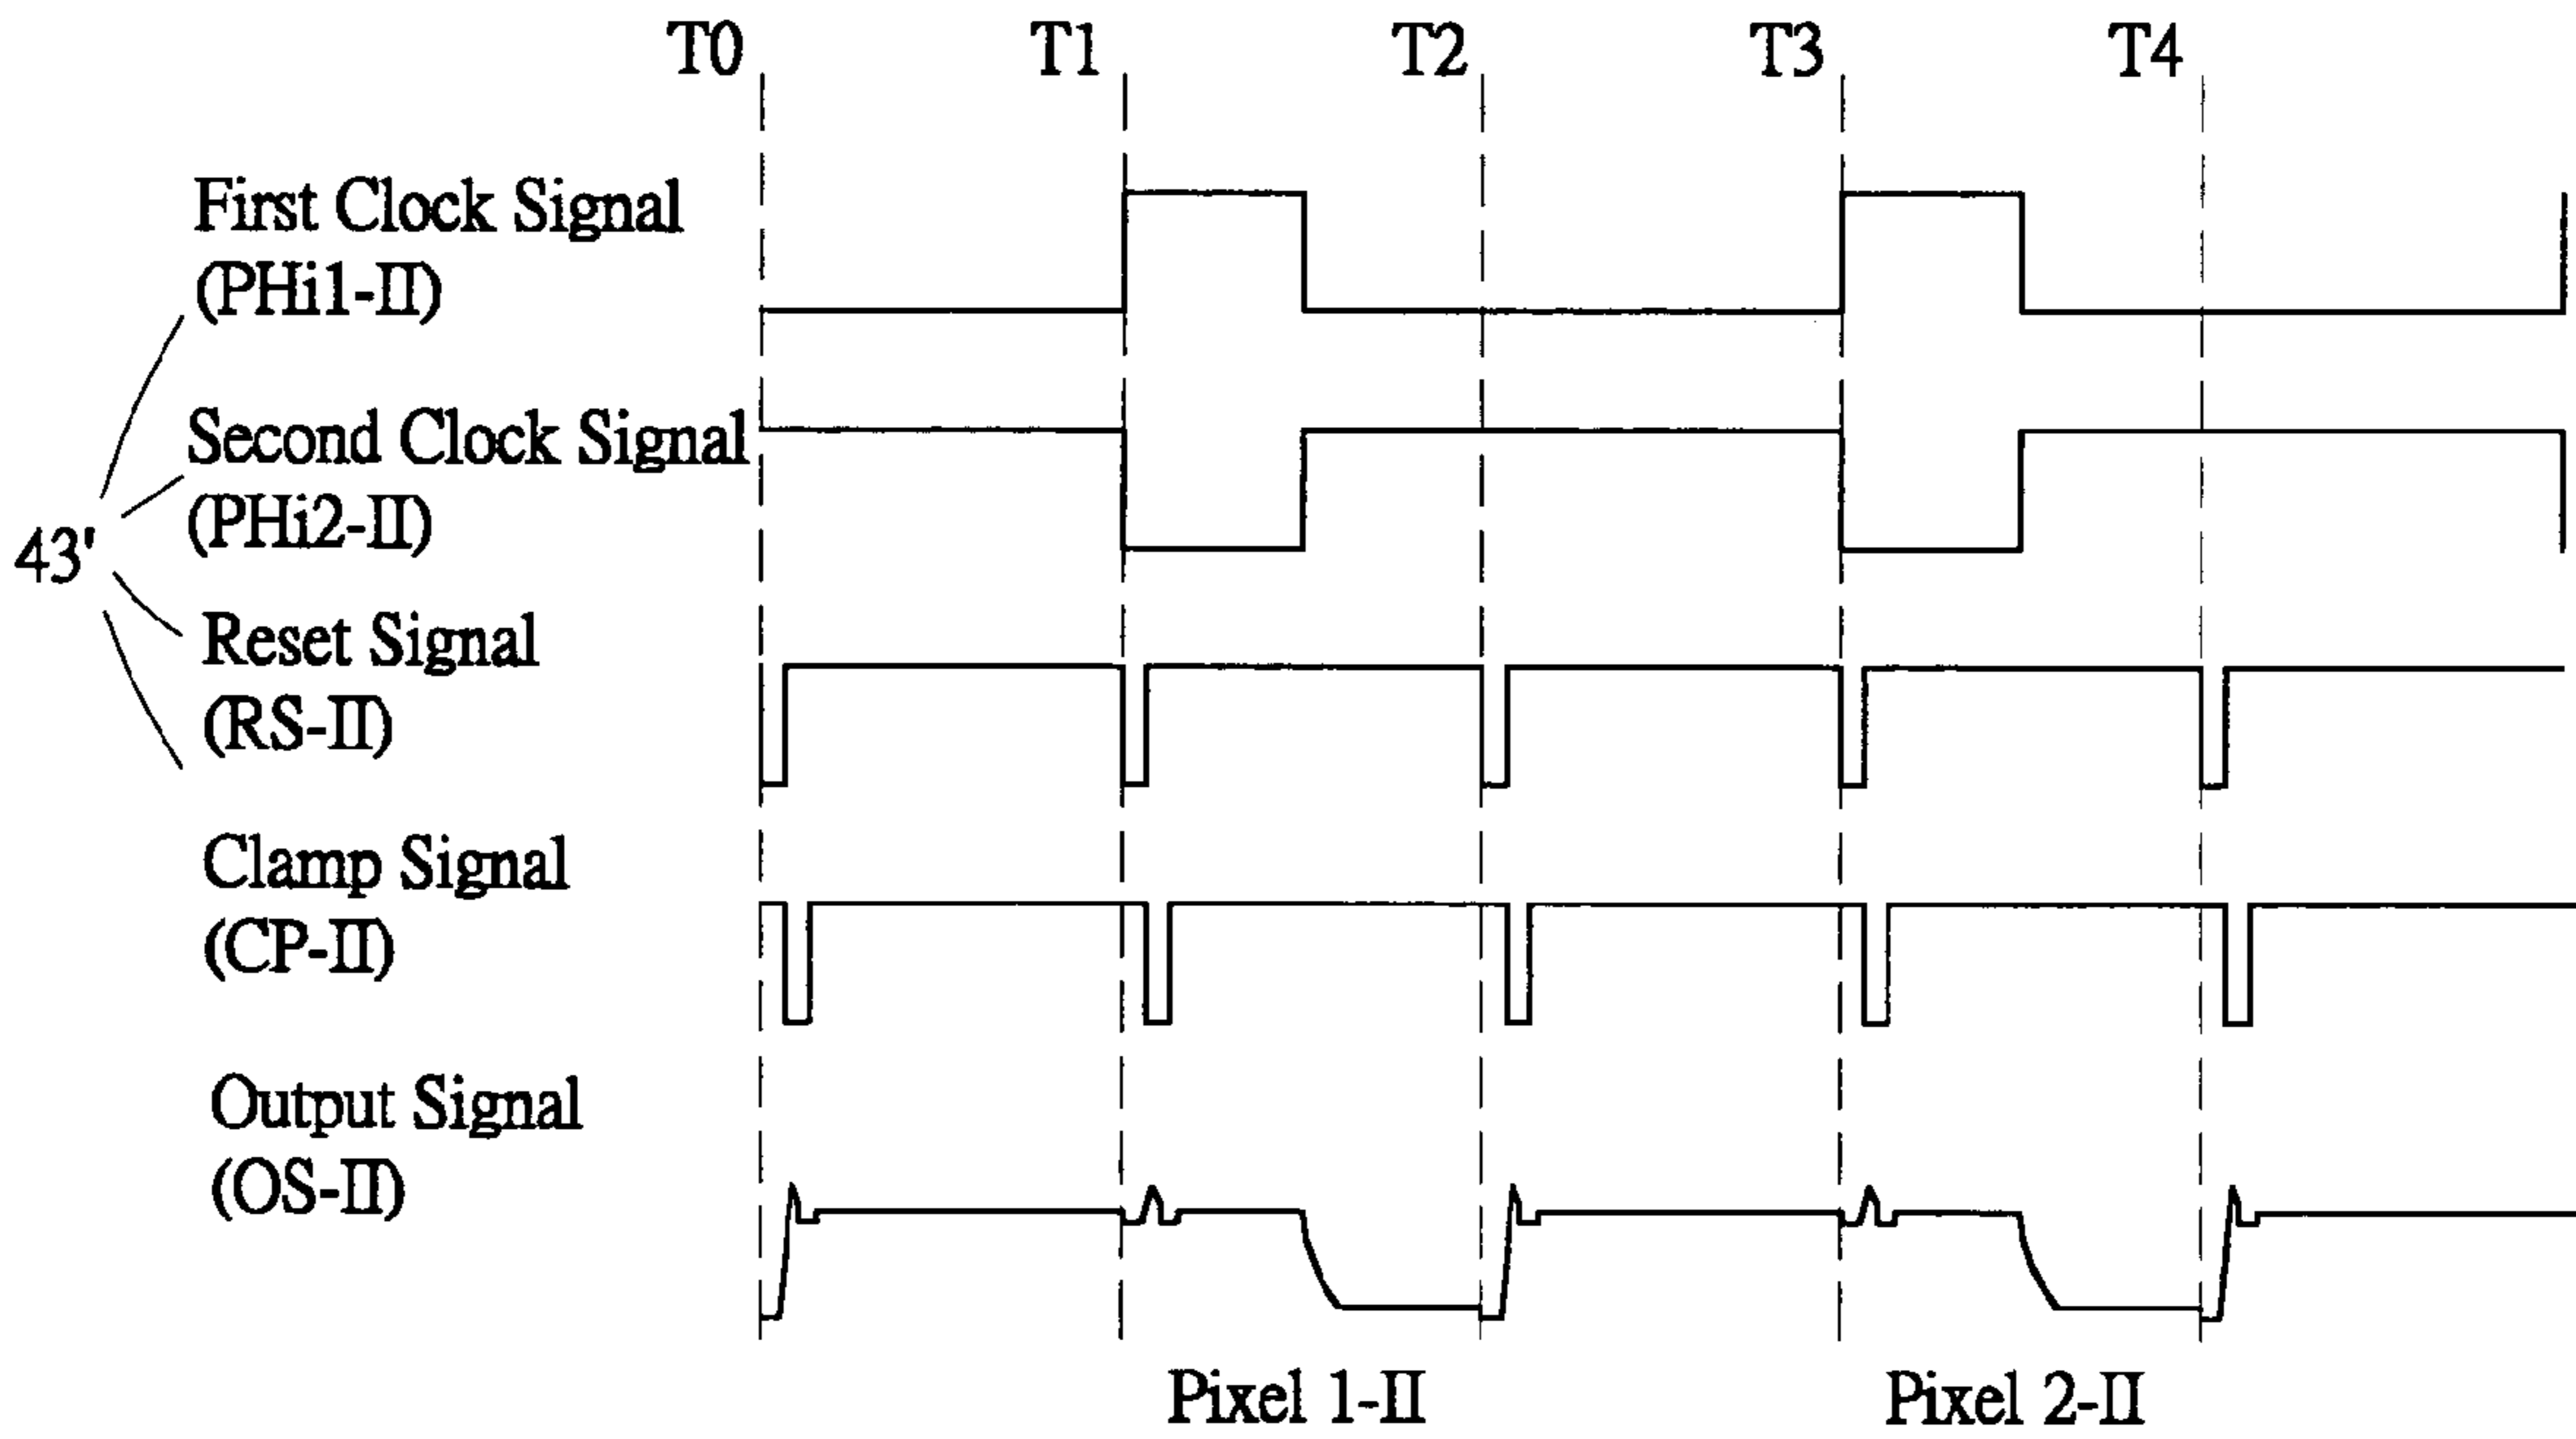 T0 T1 T2 T3 T4
First Clock Signal
(PHi1-II)
Second Clock Signal
(PHi2-II)
43'
Reset Signal
(RS-II)
Clamp Signal
(CP-II)
Output Signal
(OS-II)
Pixel 1-II Pixel 2-II